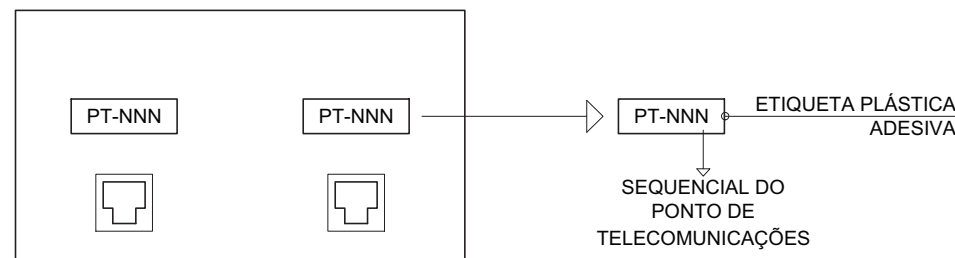 PT-NNN
PT-NNN
PT-NNN
ETIQUETA PLÁSTICA
ADESIVA
SEQUENCIAL DO
PONTO DE
TELECOMUNICAÇÕES